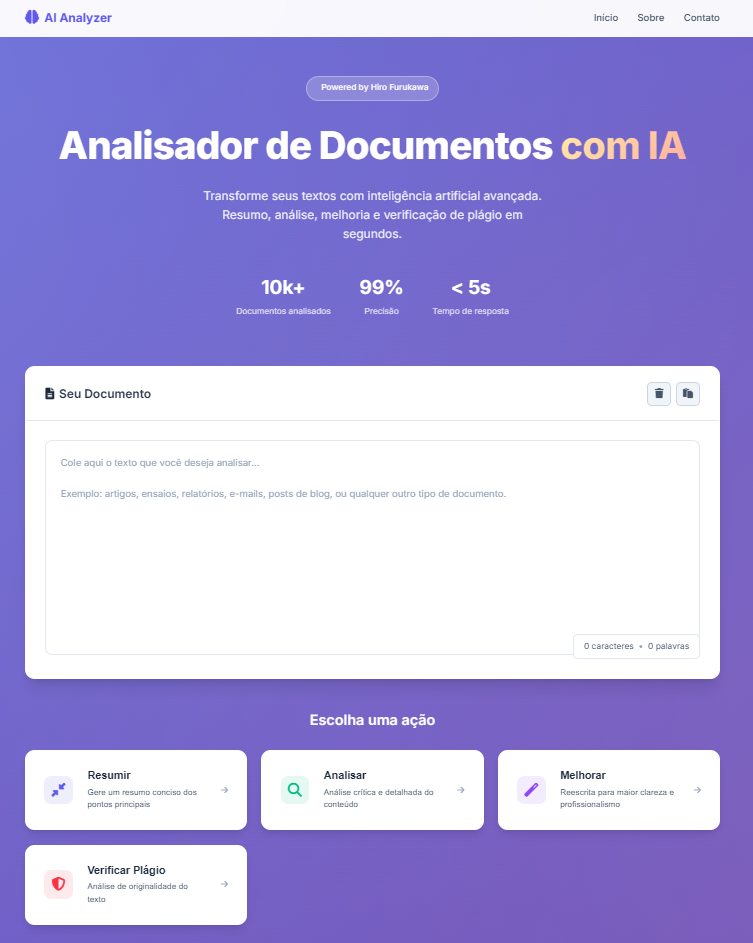 AI Analyzer
Início Sobre Contato
Powered by Hiro Furukawa
Analisador de Documentos com IA
Transforme seus textos com inteligência artificial avançada.
Resumo, análise, melhoria e verificação de plágio em
segundos.
10k+ 99% < 5s
Documentos analisados Precisão Tempo de resposta
Seu Documento
Cole aqui o texto que você deseja analisar...
Exemplo: artigos, ensaios, relatórios, e-mails, posts de blog, ou qualquer outro tipo de documento.
0 caracteres • 0 palavras
Escolha uma ação
Resumir
Gere um resumo conciso dos
pontos principais
Analisar
Análise crítica e detalhada do
conteúdo
Melhorar
Reescrita para maior clareza e
profissionalismo
Verificar Plágio
Análise de originalidade do
texto